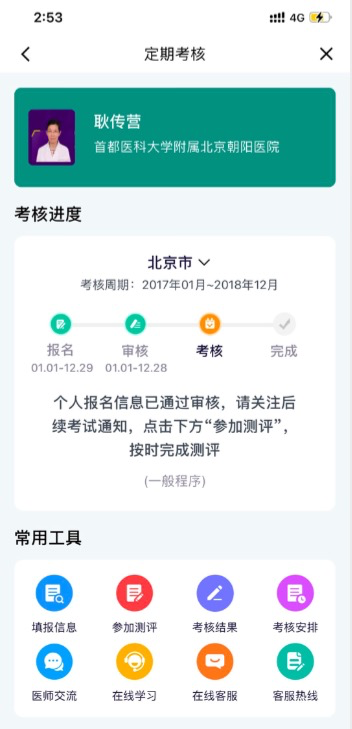 2:53
4G
定期考核
耿传营
首都医科大学附属北京朝阳医院
考核进度
北京市
考核周期：2017年01月~2018年12月
报名
审核
考核
完成
01.01-12.29
01.01-12.28
个人报名信息已通过审核，请关注后
续考试通知，点击下方“参加测评”，
按时完成测评
(一般程序)
常用工具
填报信息
参加测评
考核结果
考核安排
医师交流
在线学习
在线客服
客服热线